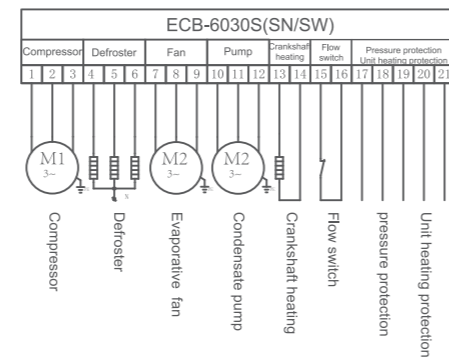 ECB-6030S(SN/SW)
Compressor Defroster Fan Pump Crankshaft heating Flow switch Pressure protection Unit heating protection
1 2 3 4 5 6 7 8 9 10 11 12 13 14 15 16 17 18 19 20 21
M1 3~ M2 3~ M2 3~
Compressor
Defroster
Evaporative fan
Condensate pump
Crankshaft heating
Flow switch
pressure protection
Unit heating protection